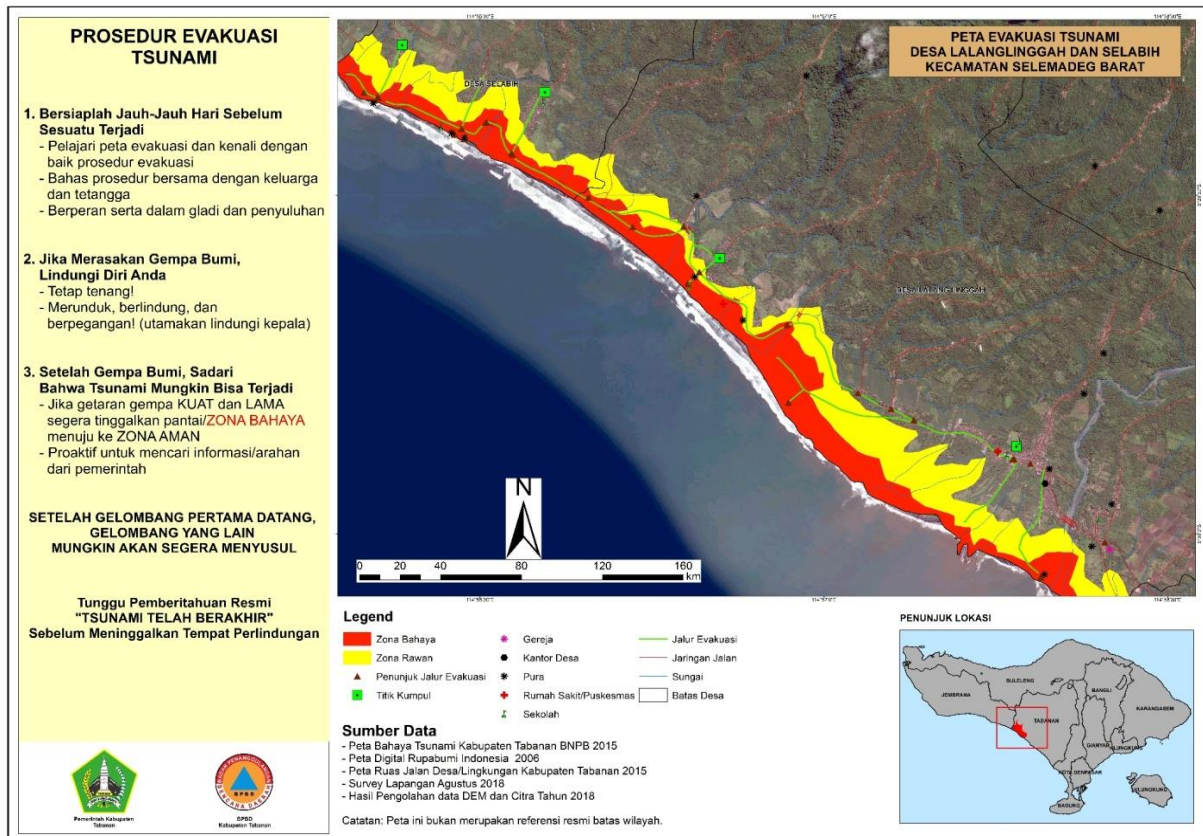 PROSEDUR EVAKUASI
TSUNAMI
1. Bersiaplah Jauh-Jauh Hari Sebelum
Sesuatu Terjadi
- Pelajari peta evakuasi dan kenali dengan
baik prosedur evakuasi
- Bahas prosedur bersama dengan keluarga
dan tetangga
- Berperan serta dalam gladi dan penyuluhan
2. Jika Merasakan Gempa Bumi,
Lindungi Diri Anda
- Tetap tenang!
- Merunduk, berlindung, dan
berpegangan! (utamakan lindungi kepala)
3. Setelah Gempa Bumi, Sadari
Bahwa Tsunami Mungkin Bisa Terjadi
- Jika getaran gempa KUAT dan LAMA
segera tinggalkan pantai/ZONA BAHAYA
menuju ke ZONA AMAN
- Proaktif untuk mencari informasi/arahan
dari pemerintah
SETELAH GELOMBANG PERTAMA DATANG,
GELOMBANG YANG LAIN
MUNGKIN AKAN SEGERA MENYUSUL
Tunggu Pemberitahuan Resmi
"TSUNAMI TELAH BERAKHIR"
Sebelum Meninggalkan Tempat Perlindungan
Pemerintah Kabupaten
Tabanan
BPBD
BPBD
Kabupaten Tabanan
PETA EVAKUASI TSUNAMI
DESA LALANGLINGGAH DAN SELABIH
KECAMATAN SELEMADEG BARAT
DESA SELABIH
DESA LALANG LINGGAH
N
0 20 40 80 120 160
km
Legend
Zona Bahaya
Zona Rawan
Penunjuk Jalur Evakuasi
Titik Kumpul
Gereja
Kantor Desa
Pura
Rumah Sakit/Puskesmas
Sekolah
Jalur Evakuasi
Jaringan Jalan
Sungai
Batas Desa
Sumber Data
- Peta Bahaya Tsunami Kabupaten Tabanan BNPB 2015
- Peta Digital Rupabumi Indonesia 2006
- Peta Ruas Jalan Desa/Lingkungan Kabupaten Tabanan 2015
- Survey Lapangan Agustus 2018
- Hasil Pengolahan data DEM dan Citra Tahun 2018
Catatan: Peta ini bukan merupakan referensi resmi batas wilayah.
PENUNJUK LOKASI
BULELENG
JEMBRANA
BANGLI
TABANAN
KARANGASEM
GIANYAR
KOTA DENPASAR
BADUNG